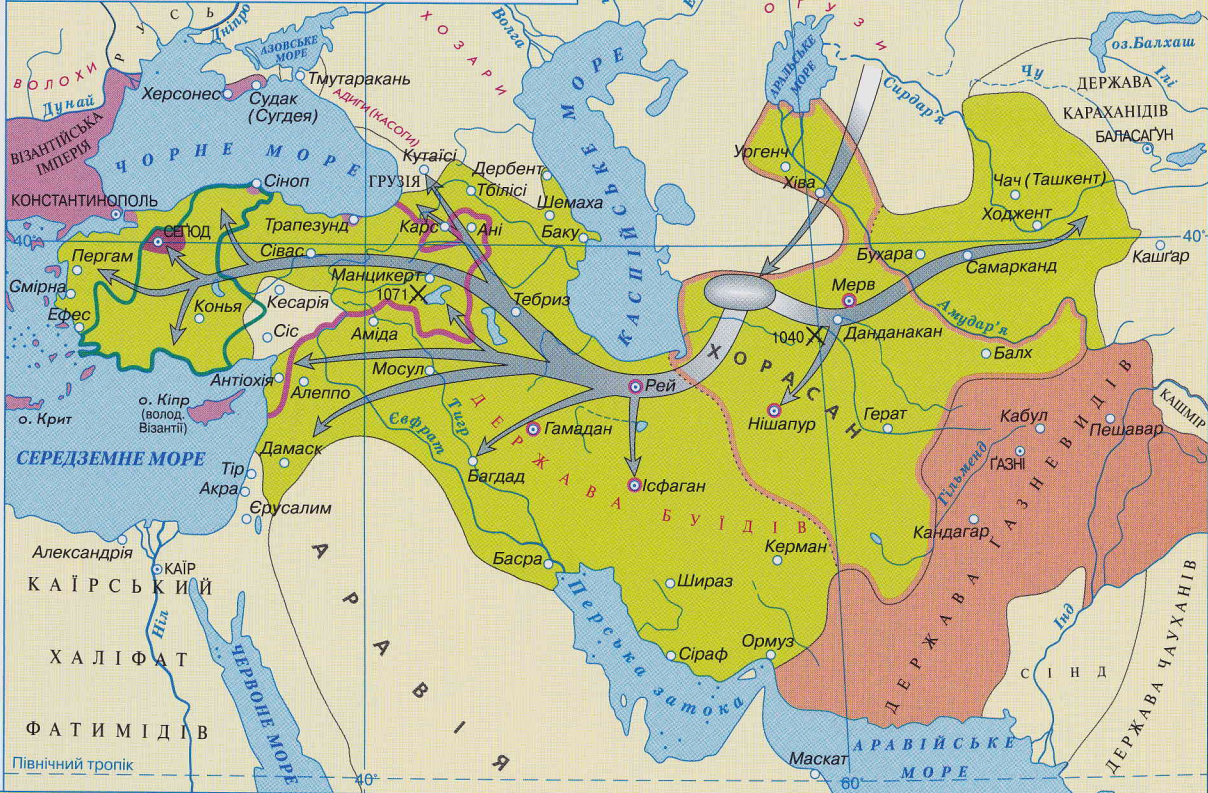 РУСЬ
Дніпро
АЗОВСЬКЕ
МОРЕ
ХОЗАРИ
Волга
ОГУЗИ
АРАЛЬСЬКЕ
МОРЕ
Сирдар'я
Чу
оз.Балхаш
Ілі
ДЕРЖАВА
КАРАХАНІДІВ
БАЛАСАҐУН
ВОЛОХИ
Дунай
ВІЗАНТІЙСЬКА
ІМПЕРІЯ
Херсонес
Судак
(Сугдея)
Тмутаракань
АДИГИ (КАСОГИ)
ЧОРНЕ МОРЕ
КАСПІЙСЬКЕ МОРЕ
Кутаїсі
ГРУЗІЯ
Дербент
Тбілісі
Шемаха
Баку
Ургенч
Хіва
Чач (Ташкент)
Ходжент
КОНСТАНТИНОПОЛЬ
Сіноп
Трапезунд
Карс
Ані
40°
СЕҐЮД
Пергам
Сівас
Смірна
Манцикерт
1071
Ефес
Конья
Кесарія
Сіс
Аміда
Тебриз
Бухара
Самарканд
Кашґар
40°
Мерв
Амудар'я
1040
Данданакан
Балх
ХОРАСАН
Антіохія
Алеппо
Мосул
Рей
Нішапур
Герат
Кабул
Пешавар
КАШМІР
о. Крит
о. Кіпр
(волод.
Візантії)
Євфрат
Тигр
Гамадан
ҐАЗНІ
Гільменд
СЕРЕДЗЕМНЕ МОРЕ
Дамаск
Тір
Акра
Єрусалим
Багдад
Ісфаган
ДЕРЖАВА БУЇДІВ
Кандагар
ДЕРЖАВА ГАЗНЕВИДІВ
Александрія
КАЇР
Басра
Керман
Шираз
КАЇРСЬКИЙ
ХАЛІФАТ
ФАТИМІДІВ
Ніл
ЧЕРВОНЕ МОРЕ
АРАВІЯ
Перська затока
Сіраф
Ормуз
Інд
СІНД
ДЕРЖАВА ЧАУХАНІВ
Північний тропік
40°
Маскат
60°
АРАВІЙСЬКЕ
МОРЕ